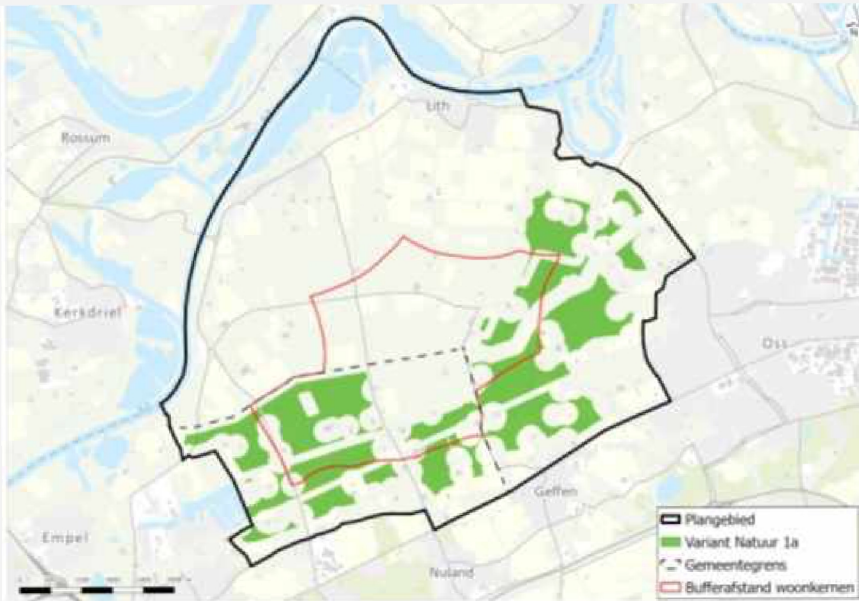 Lith
Rossum
Kerkdriel
Oss
Geffen
Empel
Nuland
Plangebied
Variant Natuur 1a
Gemeentegrens
Bufferafstand woonkernen